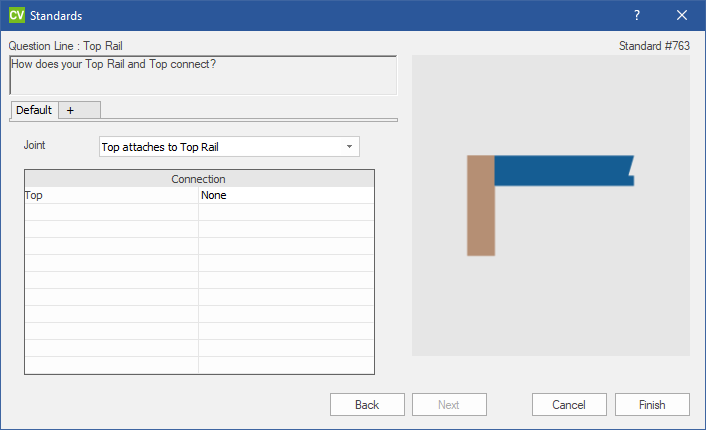 CV Standards ?
Question Line : Top Rail Standard #763
How does your Top Rail and Top connect?
Default +
Joint Top attaches to Top Rail
Connection
Top None
Back Next Cancel Finish